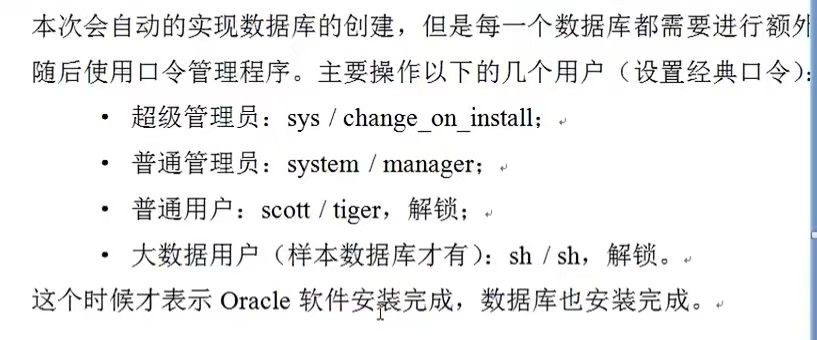 本次会自动的实现数据库的创建，但是每一个数据库都需要进行额外
随后使用口令管理程序。主要操作以下的几个用户（设置经典口令）：
• 超级管理员：sys / change_on_install；
• 普通管理员：system / manager；
• 普通用户：scott / tiger，解锁；
• 大数据用户（样本数据库才有）：sh / sh，解锁。
这个时候才表示 Oracle 软件安装完成，数据库也安装完成。